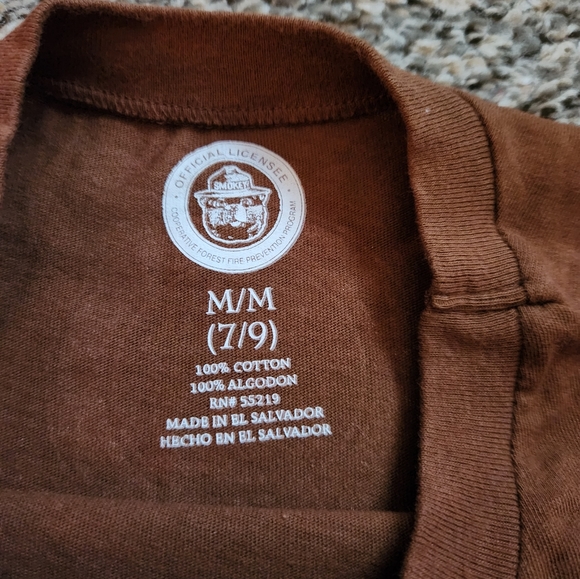 OFFICIAL LICENSEE
SMOKEY
COOPERATIVE FOREST FIRE PREVENTION PROGRAM
M/M
(7/9)
100% COTTON
100% ALGODON
RN# 55219
MADE IN EL SALVADOR
HECHO EN EL SALVADOR